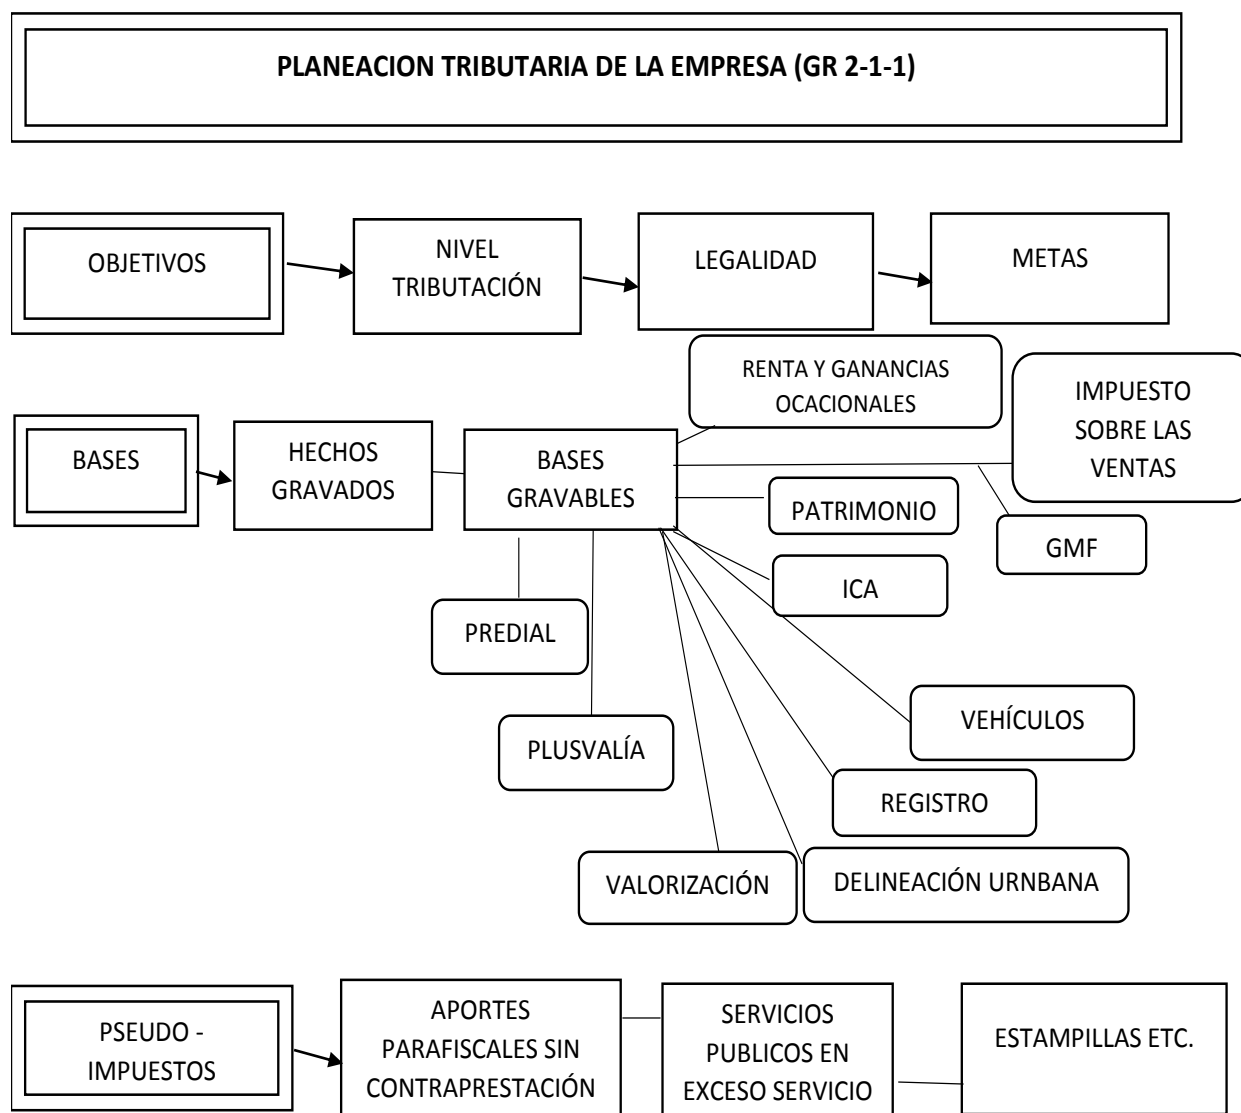 PLANEACION TRIBUTARIA DE LA EMPRESA (GR 2-1-1)
OBJETIVOS
NIVEL
TRIBUTACIÓN
LEGALIDAD
METAS
BASES
HECHOS
GRAVADOS
BASES
GRAVABLES
RENTA Y GANANCIAS
OCACIONALES
IMPUESTO
SOBRE LAS
VENTAS
PATRIMONIO
GMF
ICA
PREDIAL
PLUSVALÍA
VEHÍCULOS
REGISTRO
VALORIZACIÓN
DELINEACIÓN URNBANA
PSEUDO -
IMPUESTOS
APORTES
PARAFISCALES SIN
CONTRAPRESTACIÓN
SERVICIOS
PUBLICOS EN
EXCESO SERVICIO
ESTAMPILLAS ETC.